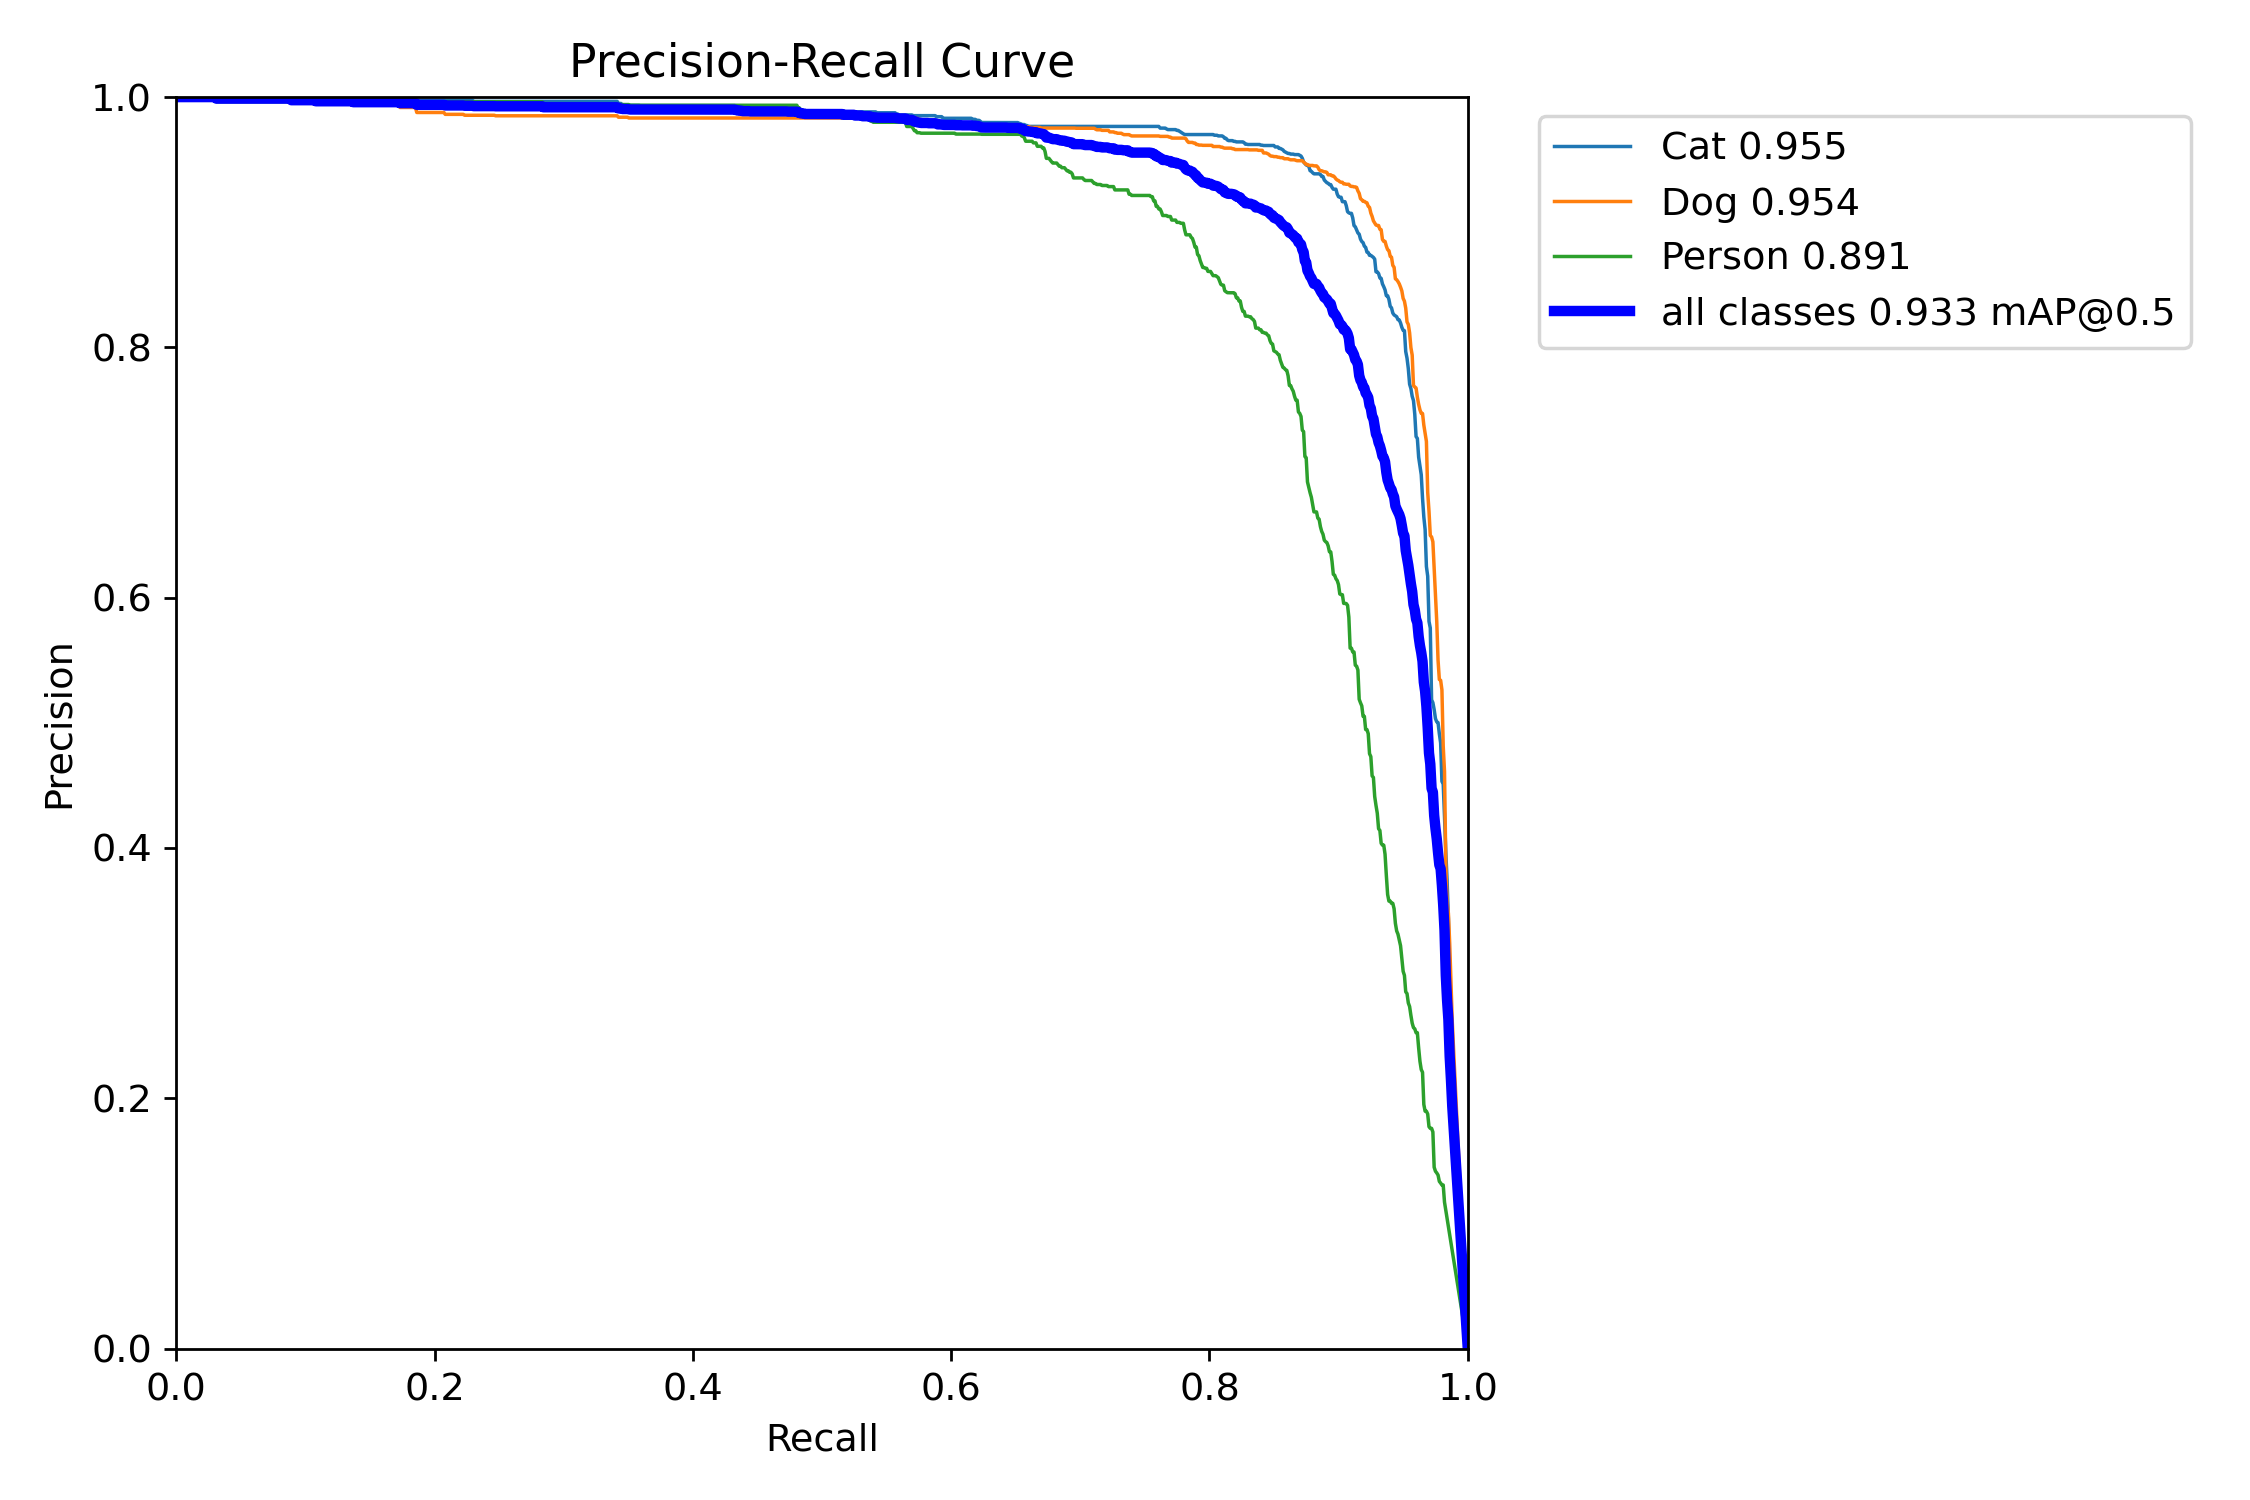 Precision-Recall Curve
1.0
0.8
0.6
0.4
0.2
0.0
Precision
0.0 0.2 0.4 0.6 0.8 1.0
Recall
Cat 0.955
Dog 0.954
Person 0.891
all classes 0.933 mAP@0.5